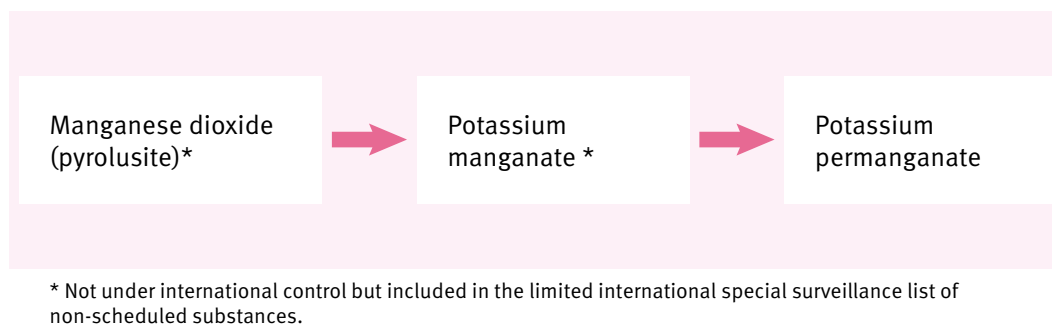 Manganese dioxide
(pyrolusite)*
Potassium
manganate *
Potassium
permanganate
* Not under international control but included in the limited international special surveillance list of
non-scheduled substances.